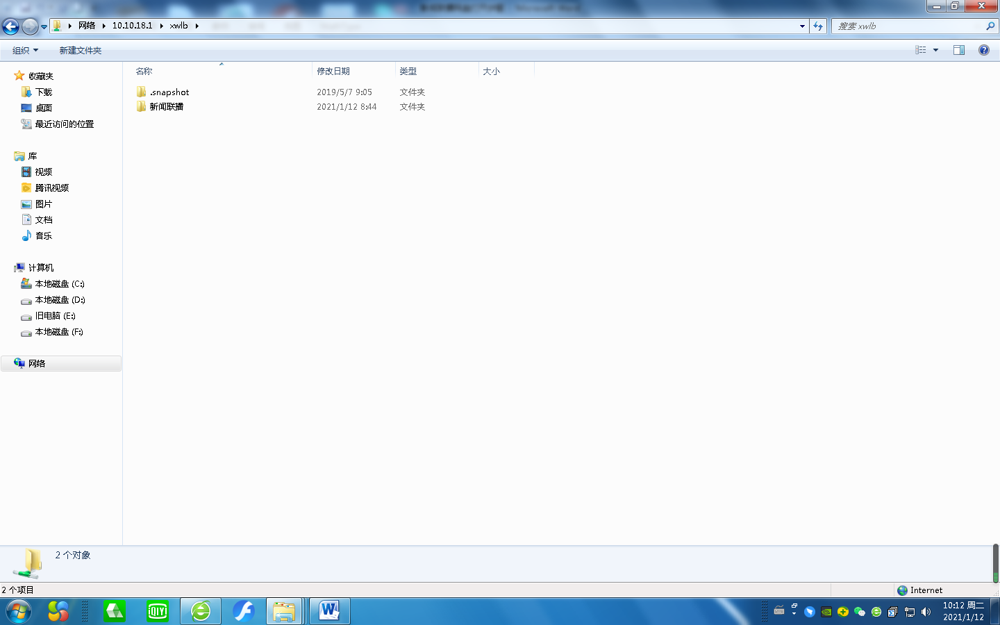 网络 10.10.18.1 xwlb
搜索 xwlb
组织 新建文件夹
名称 修改日期 类型 大小
.snapshot 2019/5/7 9:05 文件夹
新闻联播 2021/1/12 8:44 文件夹
收藏夹
下载
桌面
最近访问的位置
库
视频
腾讯视频
图片
文档
音乐
计算机
本地磁盘 (C:)
本地磁盘 (D:)
旧电脑 (E:)
本地磁盘 (F:)
网络
2 个对象
2 个项目
Internet
QIY
W
10:12 周二
2021/1/12